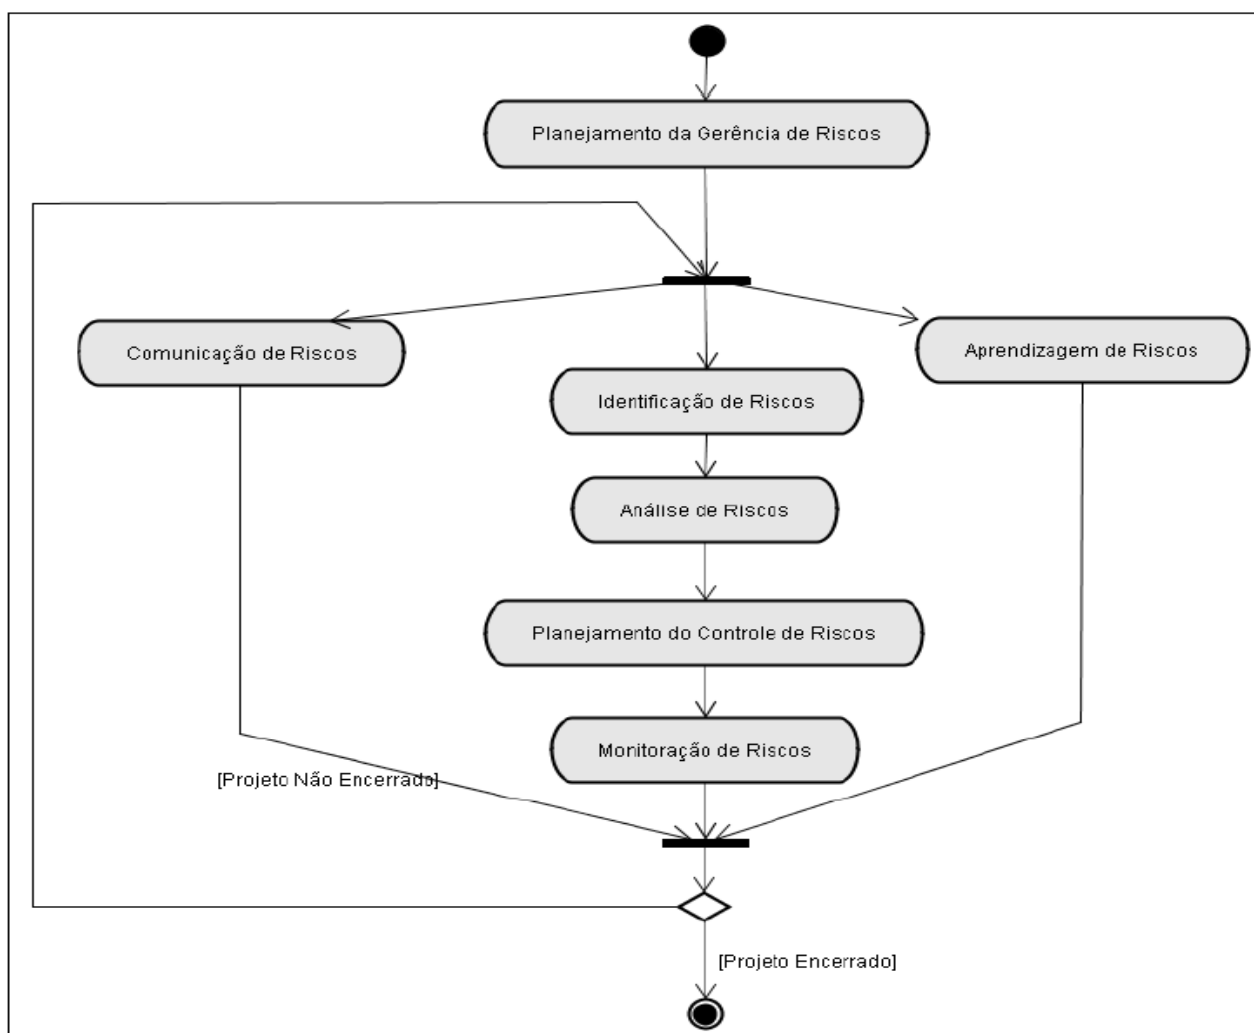 Planejamento da Gerência de Riscos
Comunicação de Riscos
Aprendizagem de Riscos
Identificação de Riscos
Análise de Riscos
Planejamento do Controle de Riscos
Monitoração de Riscos
[Projeto Não Encerrado]
[Projeto Encerrado]